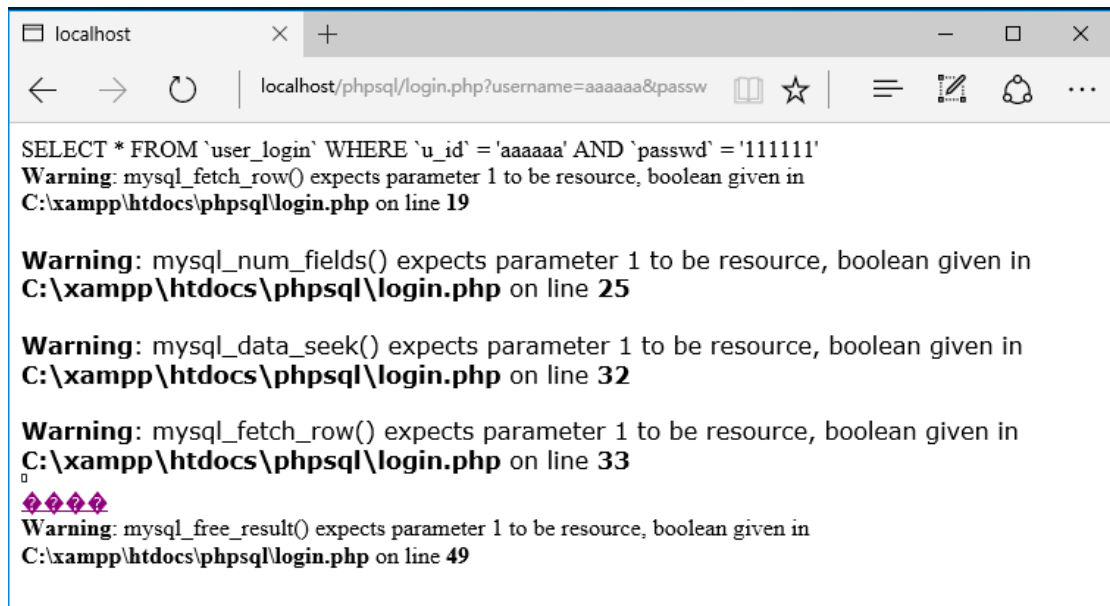 localhost
localhost/phpsql/login.php?username=aaaaaa&passw
SELECT * FROM `user_login` WHERE `u_id` = 'aaaaaa' AND `passwd` = '111111'
Warning: mysql_fetch_row() expects parameter 1 to be resource, boolean given in
C:\xampp\htdocs\phpsql\login.php on line 19
Warning: mysql_num_fields() expects parameter 1 to be resource, boolean given in
C:\xampp\htdocs\phpsql\login.php on line 25
Warning: mysql_data_seek() expects parameter 1 to be resource, boolean given in
C:\xampp\htdocs\phpsql\login.php on line 32
Warning: mysql_fetch_row() expects parameter 1 to be resource, boolean given in
C:\xampp\htdocs\phpsql\login.php on line 33
����
Warning: mysql_free_result() expects parameter 1 to be resource, boolean given in
C:\xampp\htdocs\phpsql\login.php on line 49